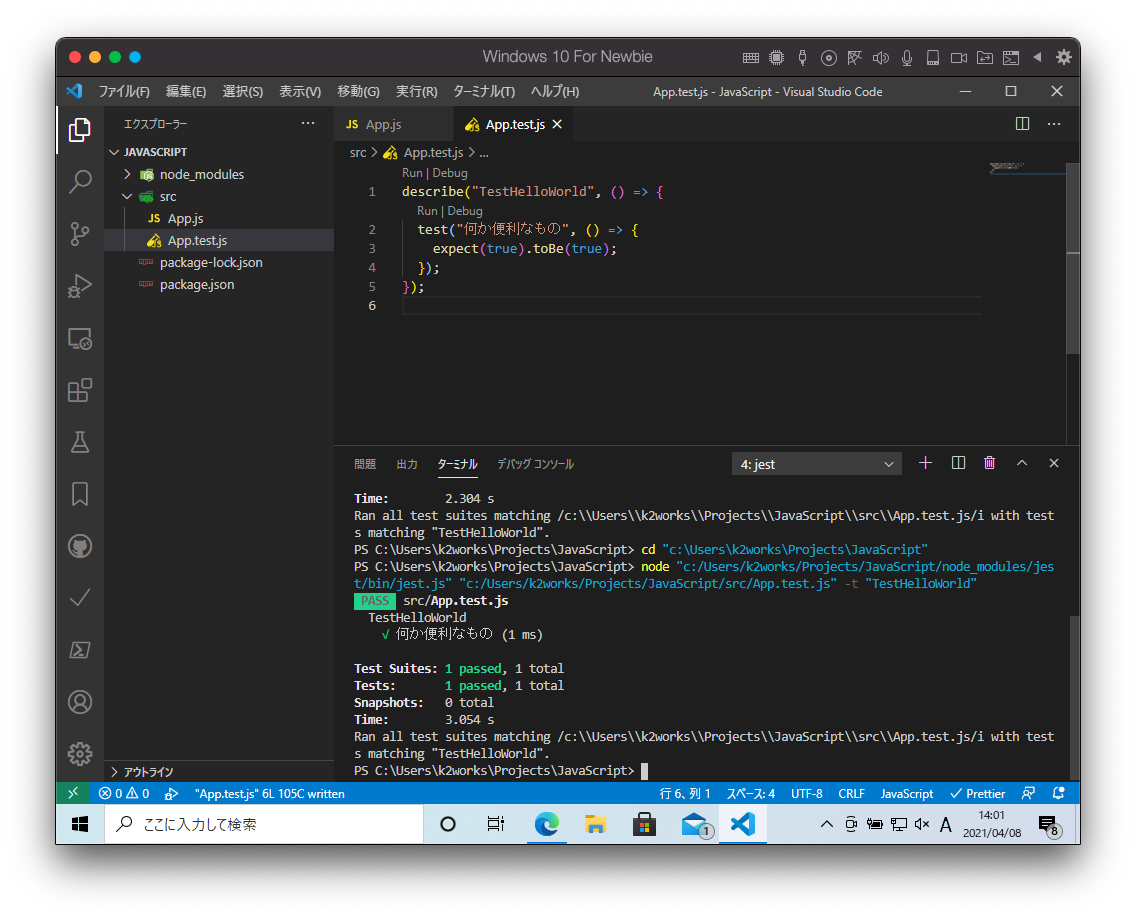 Windows 10 For Newbie
ファイル(F) 編集(E) 選択(S) 表示(V) 移動(G) 実行(R) ターミナル(T) ヘルプ(H) App.test.js - JavaScript - Visual Studio Code
エクスプローラー
JS App.js App.test.js
JAVASCRIPT
node_modules
src
JS App.js
App.test.js
package-lock.json
package.json
アウトライン
src > App.test.js > ...
Run | Debug
1 describe("TestHelloWorld", () => {
Run | Debug
2 test("何か便利なもの", () => {
3 expect(true).toBe(true);
4 });
5 });
6
問題 出力 ターミナル デバッグ コンソール 4: jest
Time: 2.304 s
Ran all test suites matching /c:\\Users\\k2works\\Projects\\JavaScript\\src\\App.test.js/i with test
s matching "TestHelloWorld".
PS C:\Users\k2works\Projects\JavaScript> cd "c:\Users\k2works\Projects\JavaScript"
PS C:\Users\k2works\Projects\JavaScript> node "c:/Users/k2works/Projects/JavaScript/node_modules/jes
t/bin/jest.js" "c:/Users/k2works/Projects/JavaScript/src/App.test.js" -t "TestHelloWorld"
PASS src/App.test.js
TestHelloWorld
√ 何か便利なもの (1 ms)
Test Suites: 1 passed, 1 total
Tests: 1 passed, 1 total
Snapshots: 0 total
Time: 3.054 s
Ran all test suites matching /c:\\Users\\k2works\\Projects\\JavaScript\\src\\App.test.js/i with test
s matching "TestHelloWorld".
PS C:\Users\k2works\Projects\JavaScript>
0 0 "App.test.js" 6L 105C written 行 6、列 1 スペース: 4 UTF-8 CRLF JavaScript Prettier
ここに入力して検索
1
A
14:01
2021/04/08
8